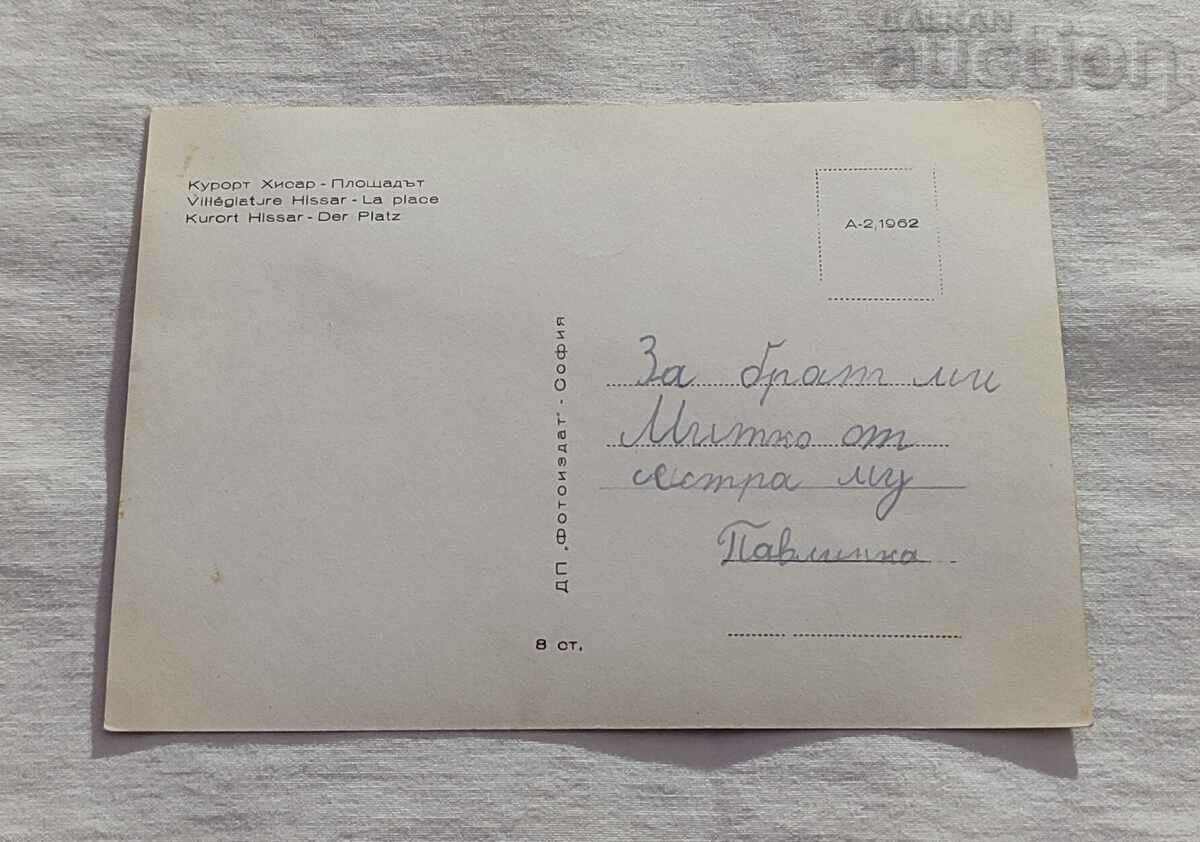 BALKAN
auction
Курорт Хисар - Площадът
Villégiature Hissar - La place
Kurort Hissar - Der Platz
А-2,1962
ДП „Фотоиздат" - София
За брат ми
Митко от
сестра му
Павлинка
8 ст.